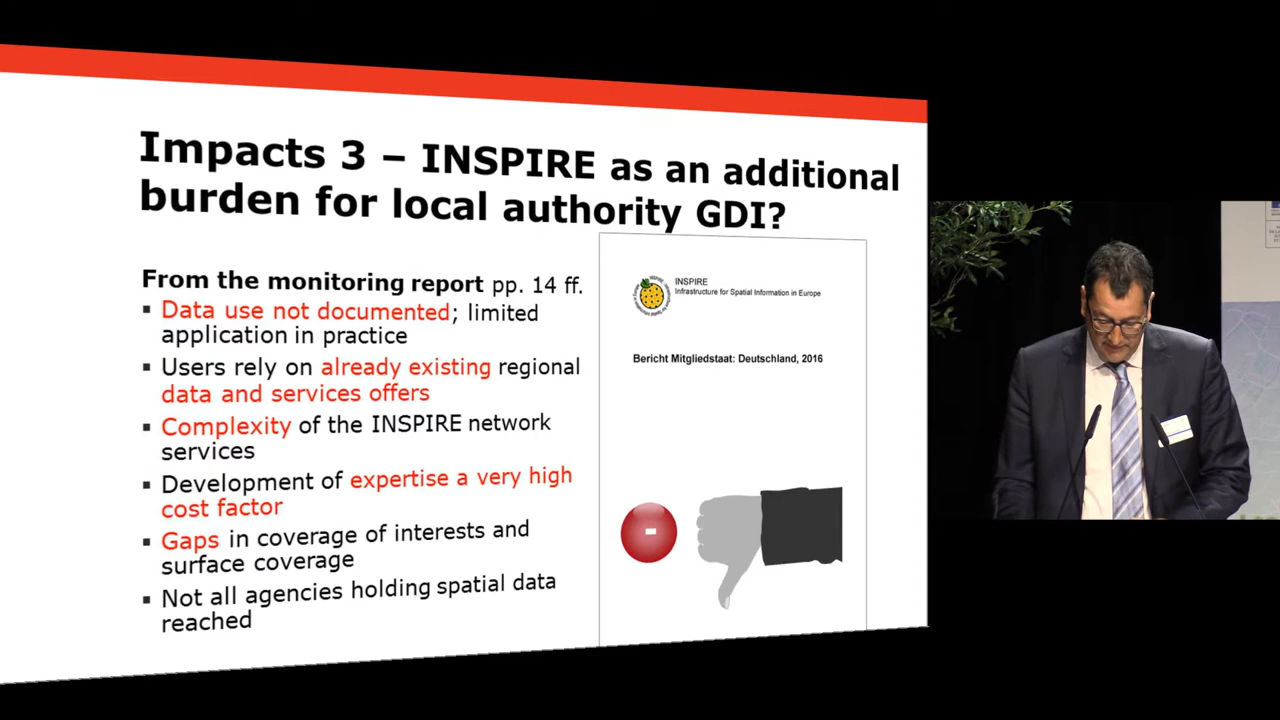 Impacts 3 – INSPIRE as an additional
burden for local authority GDI?
From the monitoring report pp. 14 ff.
▪ Data use not documented; limited
application in practice
▪ Users rely on already existing regional
data and services offers
▪ Complexity of the INSPIRE network
services
▪ Development of expertise a very high
cost factor
▪ Gaps in coverage of interests and
surface coverage
▪ Not all agencies holding spatial data
reached
INSPIRE
Infrastructure for Spatial Information in Europe
Bericht Mitgliedstaat: Deutschland, 2016